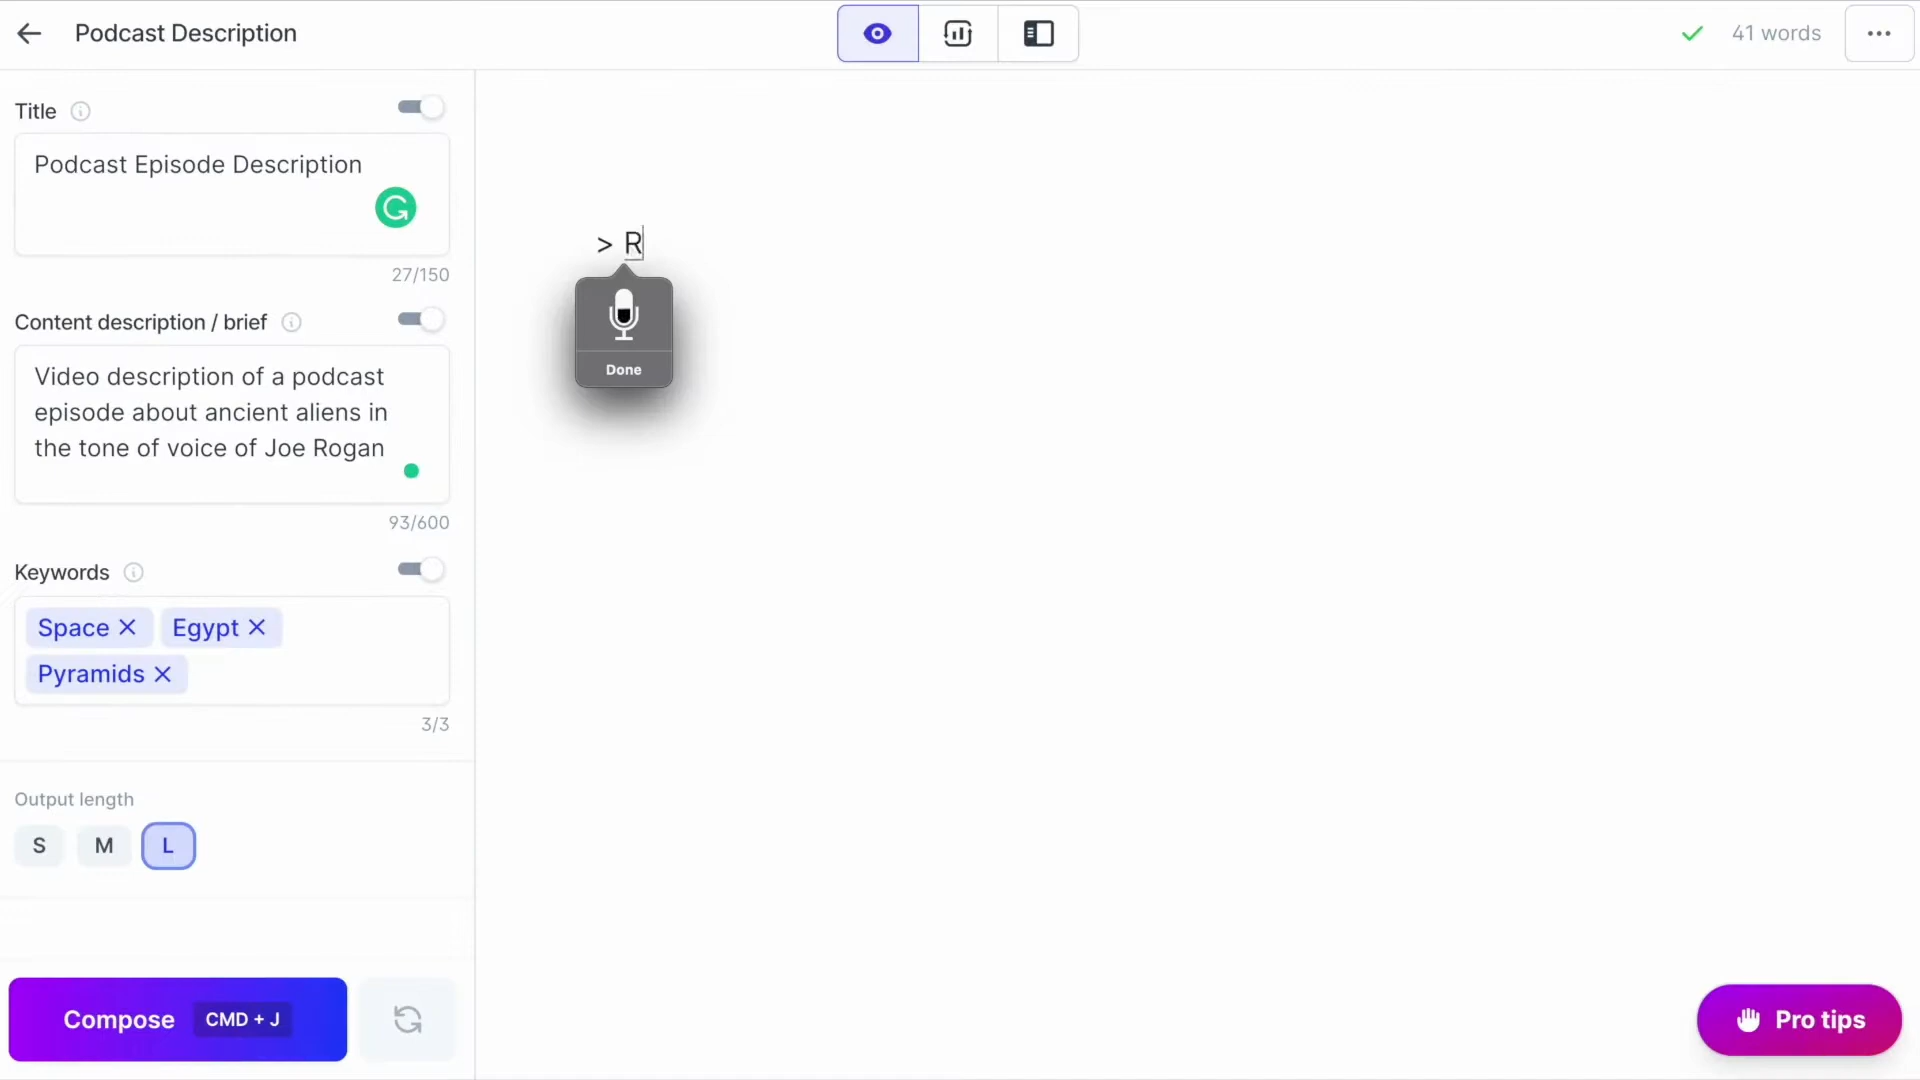 Podcast Description
41 words
Title
Podcast Episode Description
27/150
Content description / brief
Video description of a podcast
episode about ancient aliens in
the tone of voice of Joe Rogan
93/600
Keywords
Space
Egypt
Pyramids
3/3
Output length
S M L
Compose CMD + J
> R
Done
Pro tips